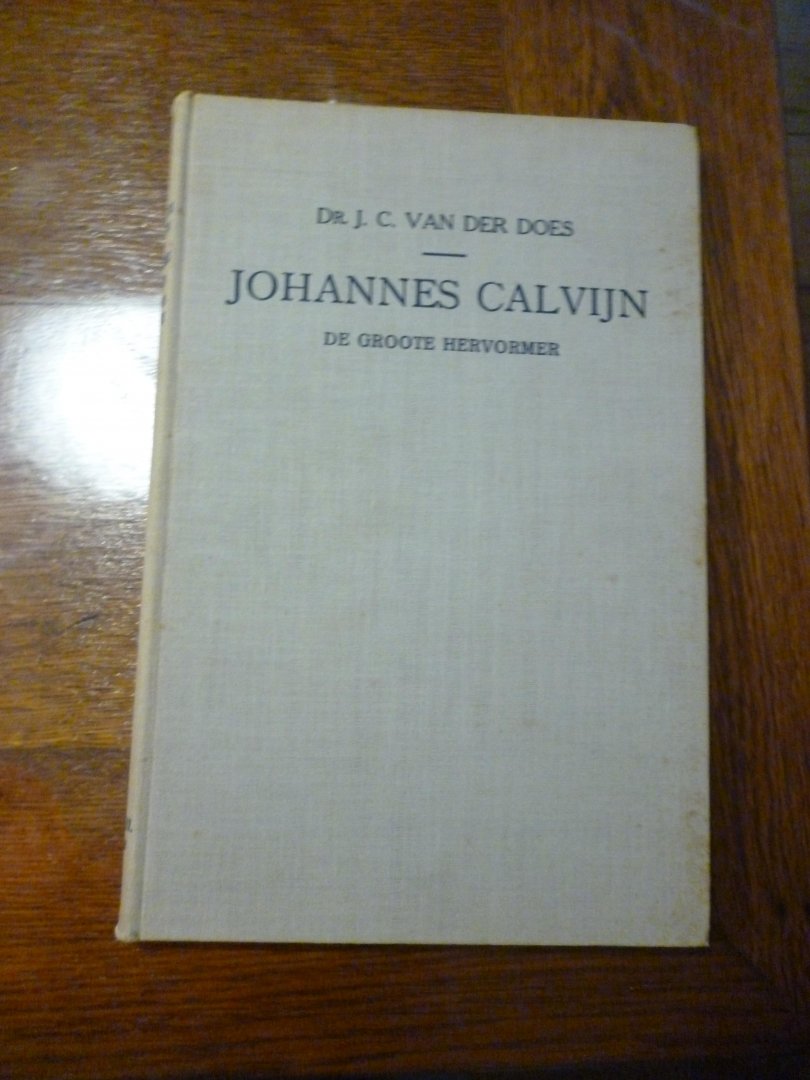 DR. J. C. VAN DER DOES
JOHANNES CALVIJN
DE GROOTE HERVORMER